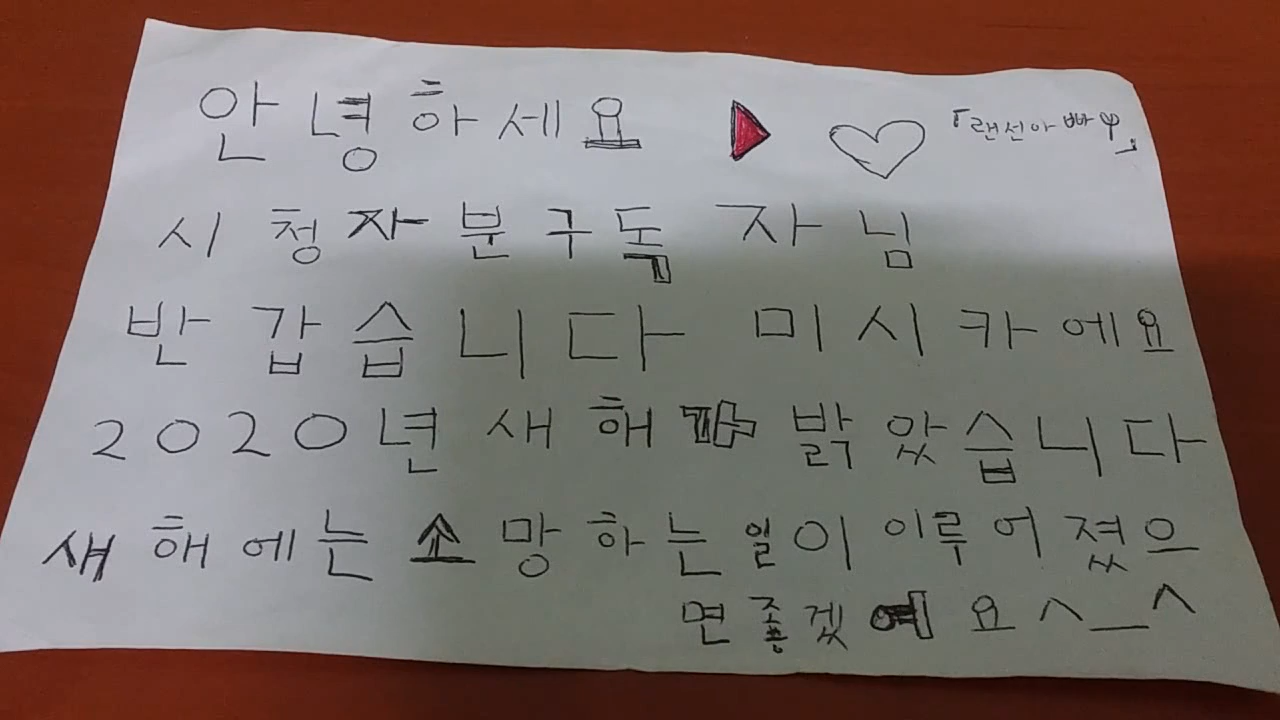 안녕하세요 ▶ ♡ 「랜선아빠φ」
시청자분구독자님
반갑습니다 미시카에요
2020년 새해가 밝았습니다
새해에는 소망하는일이 이루어졌으
면좋겠예요^__^